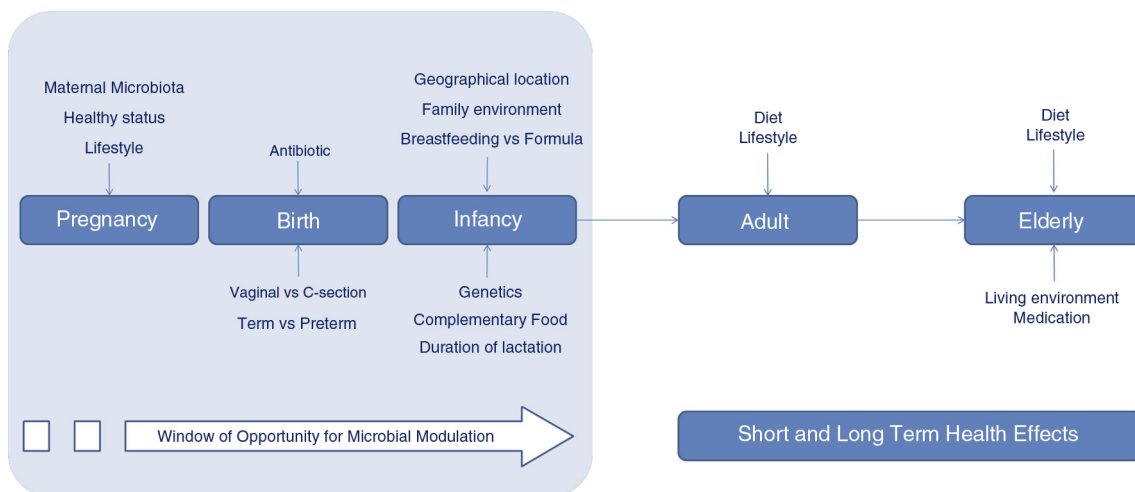 Maternal Microbiota
Healthy status
Lifestyle
Pregnancy
Antibiotic
Birth
Vaginal vs C-section
Term vs Preterm
Geographical location
Family environment
Breastfeeding vs Formula
Infancy
Genetics
Complementary Food
Duration of lactation
Diet
Lifestyle
Adult
Diet
Lifestyle
Elderly
Living environment
Medication
Window of Opportunity for Microbial Modulation
Short and Long Term Health Effects